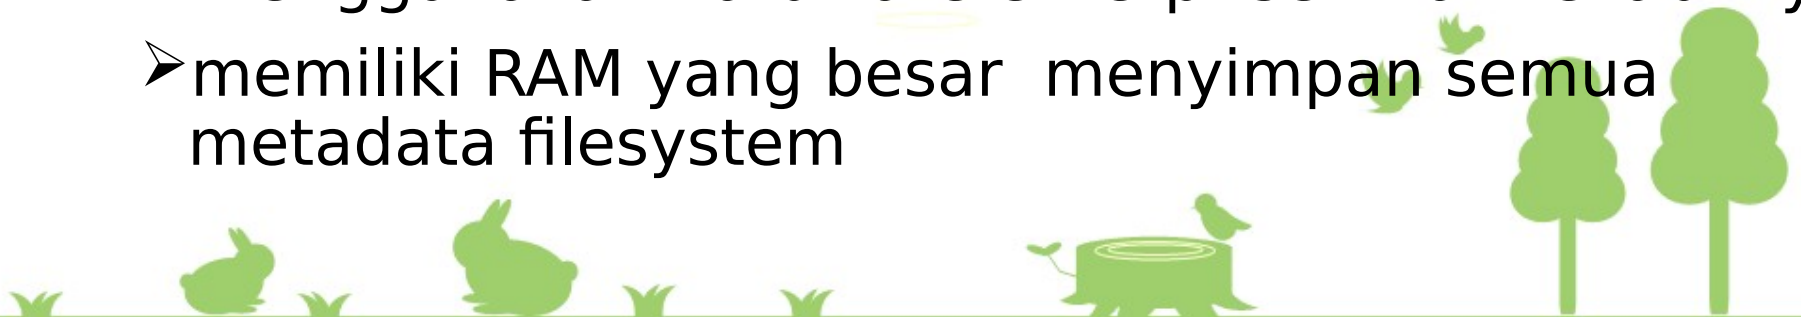 ➢memiliki RAM yang besar  menyimpan semua
metadata filesystem